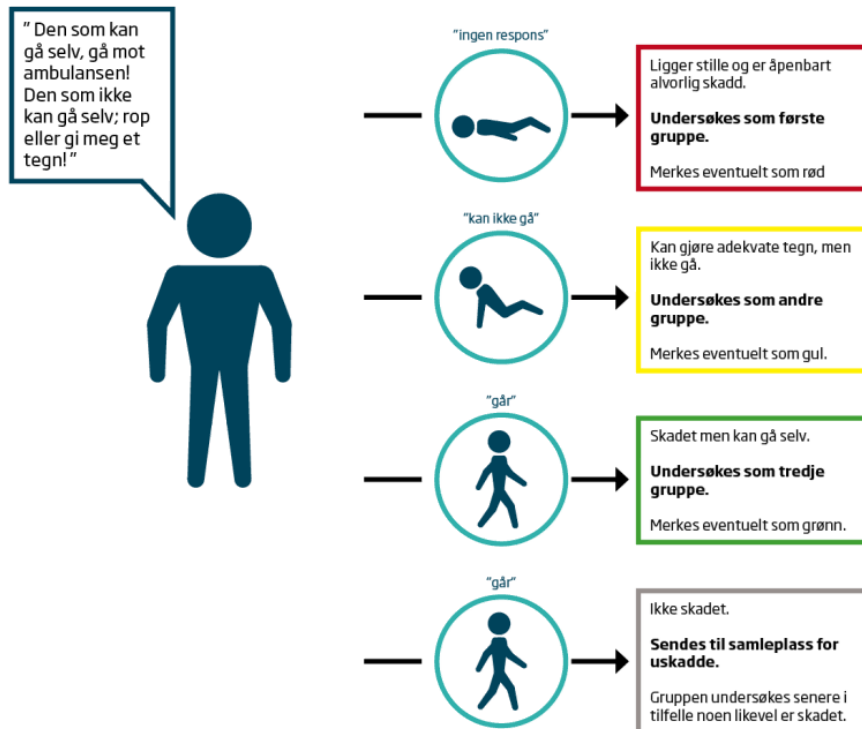 " Den som kan
gå selv, gå mot
ambulansen!
Den som ikke
kan gå selv; rop
eller gi meg et
tegn! "
"ingen respons"
Ligger stille og er åpenbart
alvorlig skadd.
Undersøkes som første
gruppe.
Merkes eventuelt som rød
"kan ikke gå"
Kan gjøre adekvate tegn, men
ikke gå.
Undersøkes som andre
gruppe.
Merkes eventuelt som gul.
"går"
Skadet men kan gå selv.
Undersøkes som tredje
gruppe.
Merkes eventuelt som grønn.
"går"
Ikke skadet.
Sendes til samleplass for
uskadde.
Gruppen undersøkes senere i
tilfelle noen likevel er skadet.